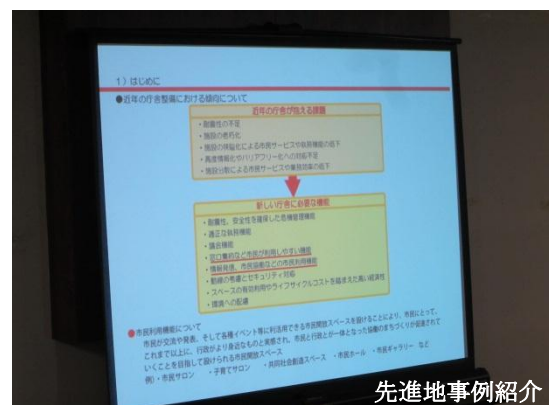 1）はじめに
●近年の庁舎整備における傾向について
近年の庁舎が抱える課題
・耐震性の不足
・施設の老朽化
・施設の狭隘化による市民サービスや執務機能の低下
・高度情報化やバリアフリー化への対応不足
・施設分散による市民サービスや業務効率の低下
新しい庁舎に必要な機能
・耐震性、安全性を確保した危機管理機能
・適正な執務機能
・議会機能
・窓口集約など市民が利用しやすい機能
・情報発信、市民協働などの市民利用機能
・動線の考慮とセキュリティ対応
・スペースの有効利用やライフサイクルコストを踏まえた高い経済性
・環境への配慮
●市民利用機能について
市民が交流や発表、そして各種イベント等に利活用できる市民開放スペースを設けることにより、市民にとって、
これまで以上に、行政がより身近なものと実感され、市民と行政とが一体となった協働のまちづくりが促進されて
いくことを目指して設けられる市民開放スペース
例）・市民サロン ・子育てサロン ・共同社会創造スペース ・市民ホール ・市民ギャラリー など
先進地事例紹介